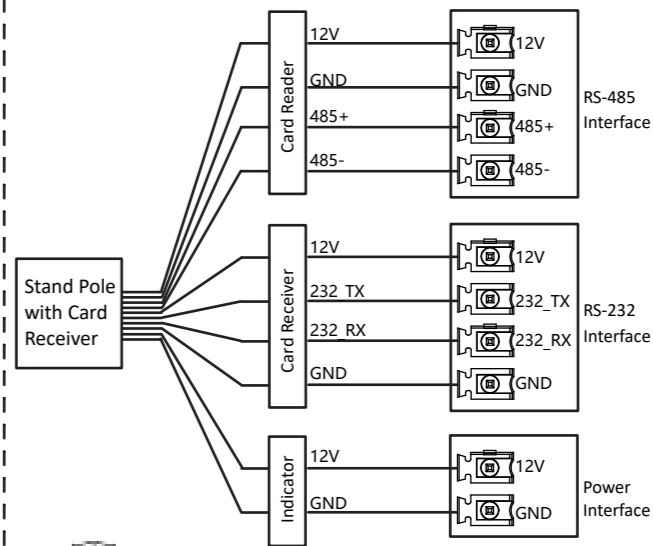 Stand Pole
with Card
Receiver
Card Reader
12V
GND
485+
485-
12V
GND
485+
485-
RS-485
Interface
Card Receiver
12V
232_TX
232_RX
GND
12V
232_TX
232_RX
GND
RS-232
Interface
Indicator
12V
GND
12V
GND
Power
Interface